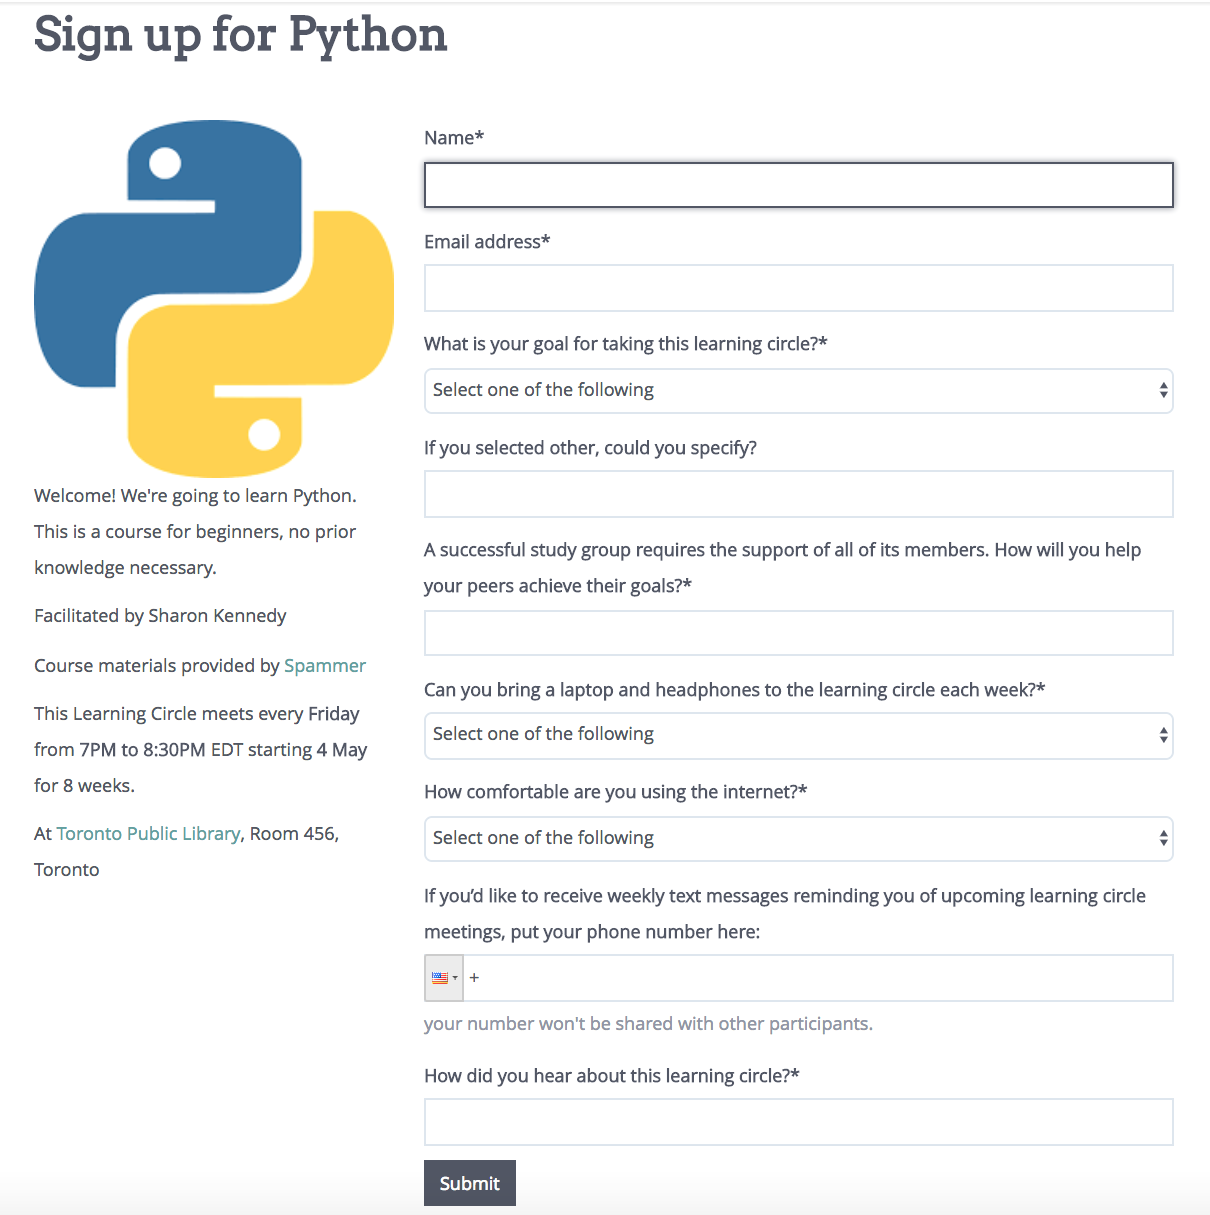 Sign up for Python
Welcome! We're going to learn Python.
This is a course for beginners, no prior
knowledge necessary.
Facilitated by Sharon Kennedy
Course materials provided by Spammer
This Learning Circle meets every Friday
from 7PM to 8:30PM EDT starting 4 May
for 8 weeks.
At Toronto Public Library, Room 456,
Toronto
Name*
Email address*
What is your goal for taking this learning circle?*
Select one of the following
If you selected other, could you specify?
A successful study group requires the support of all of its members. How will you help
your peers achieve their goals?*
Can you bring a laptop and headphones to the learning circle each week?*
Select one of the following
How comfortable are you using the internet?*
Select one of the following
If you’d like to receive weekly text messages reminding you of upcoming learning circle
meetings, put your phone number here:
+
your number won't be shared with other participants.
How did you hear about this learning circle?*
Submit